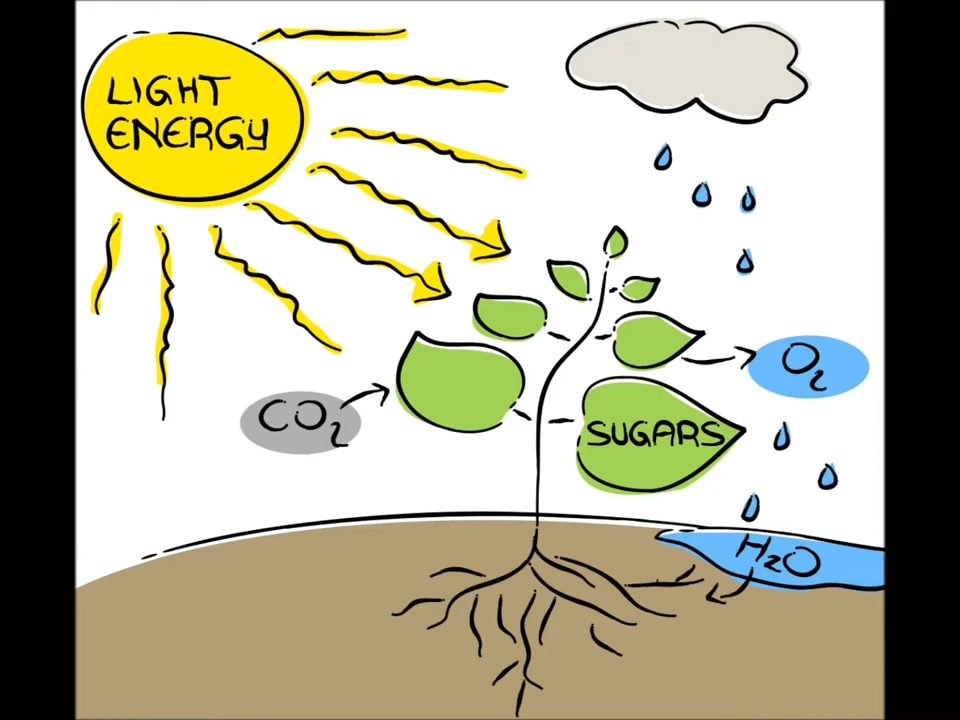 LIGHT
ENERGY
CO₂
O₂
SUGARS
H₂O